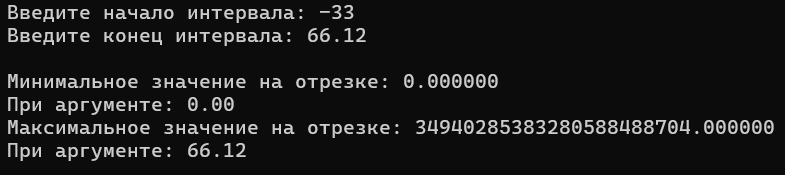 Введите начало интервала: -33
Введите конец интервала: 66.12
Минимальное значение на отрезке: 0.000000
При аргументе: 0.00
Максимальное значение на отрезке: 34940285383280588488704.000000
При аргументе: 66.12